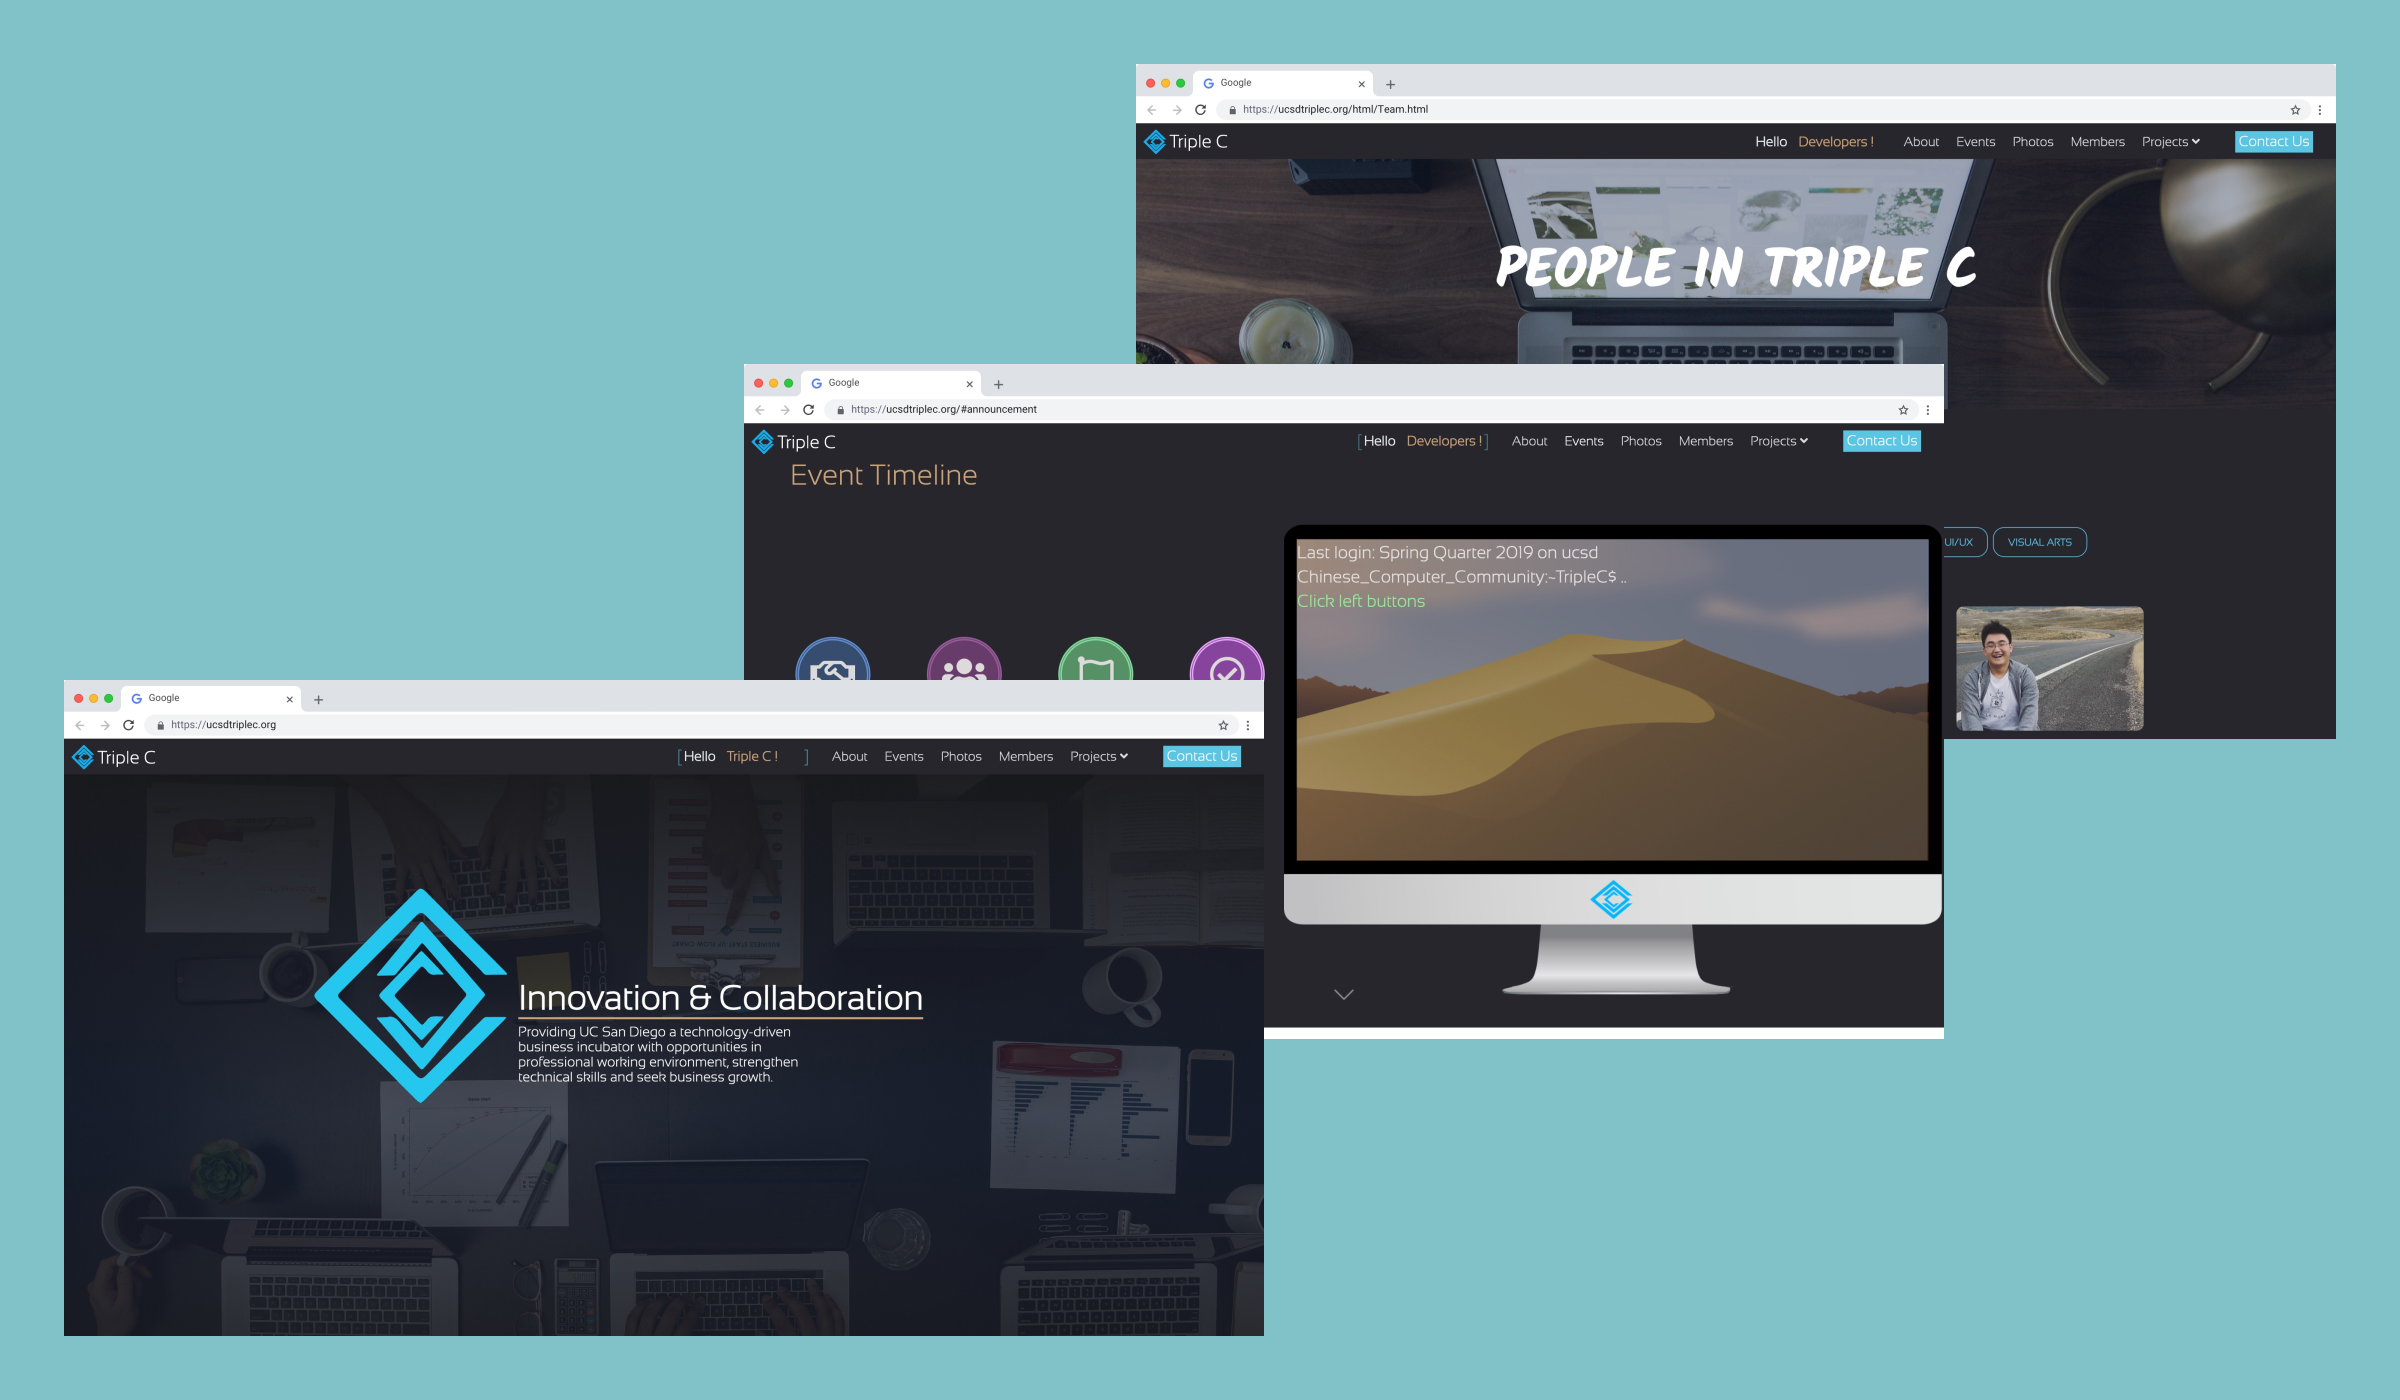 Google
https://ucsdtriplec.org/html/Team.html
Triple C
Hello Developers ! About Events Photos Members Projects Contact Us
PEOPLE IN TRIPLE C
UI/UX VISUAL ARTS
Google
https://ucsdtriplec.org/#announcement
Triple C
[ Hello Developers ! ] About Events Photos Members Projects Contact Us
Event Timeline
Last login: Spring Quarter 2019 on ucsd
Chinese_Computer_Community:~TripleC$ ..
Click left buttons
Google
https://ucsdtriplec.org
Triple C
[ Hello Triple C ! ] About Events Photos Members Projects Contact Us
Innovation & Collaboration
Providing UC San Diego a technology-driven
business incubator with opportunities in
professional working environment, strengthen
technical skills and seek business growth.